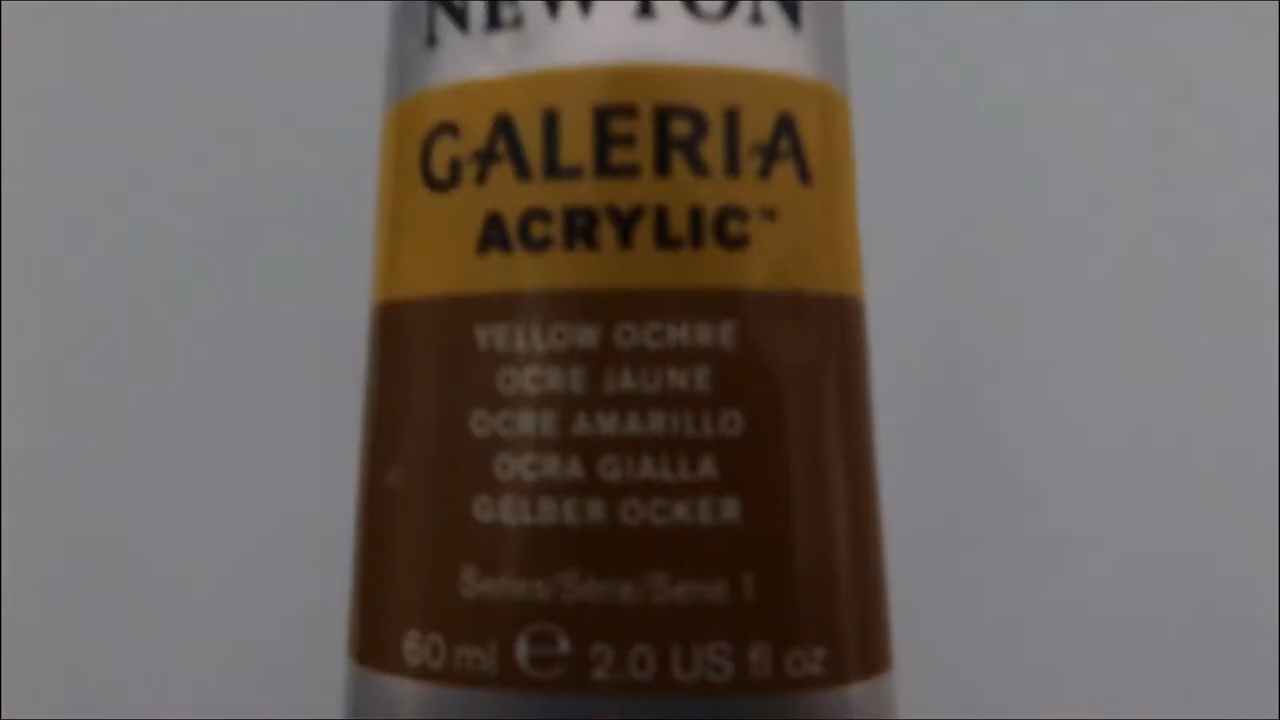 NEWTON
GALERIA
ACRYLIC™
YELLOW OCHRE
OCRE JAUNE
OCRE AMARILLO
OCRA GIALLA
GELBER OCKER
Series/Série/Serie 1
60 ml e 2.0 US fl oz